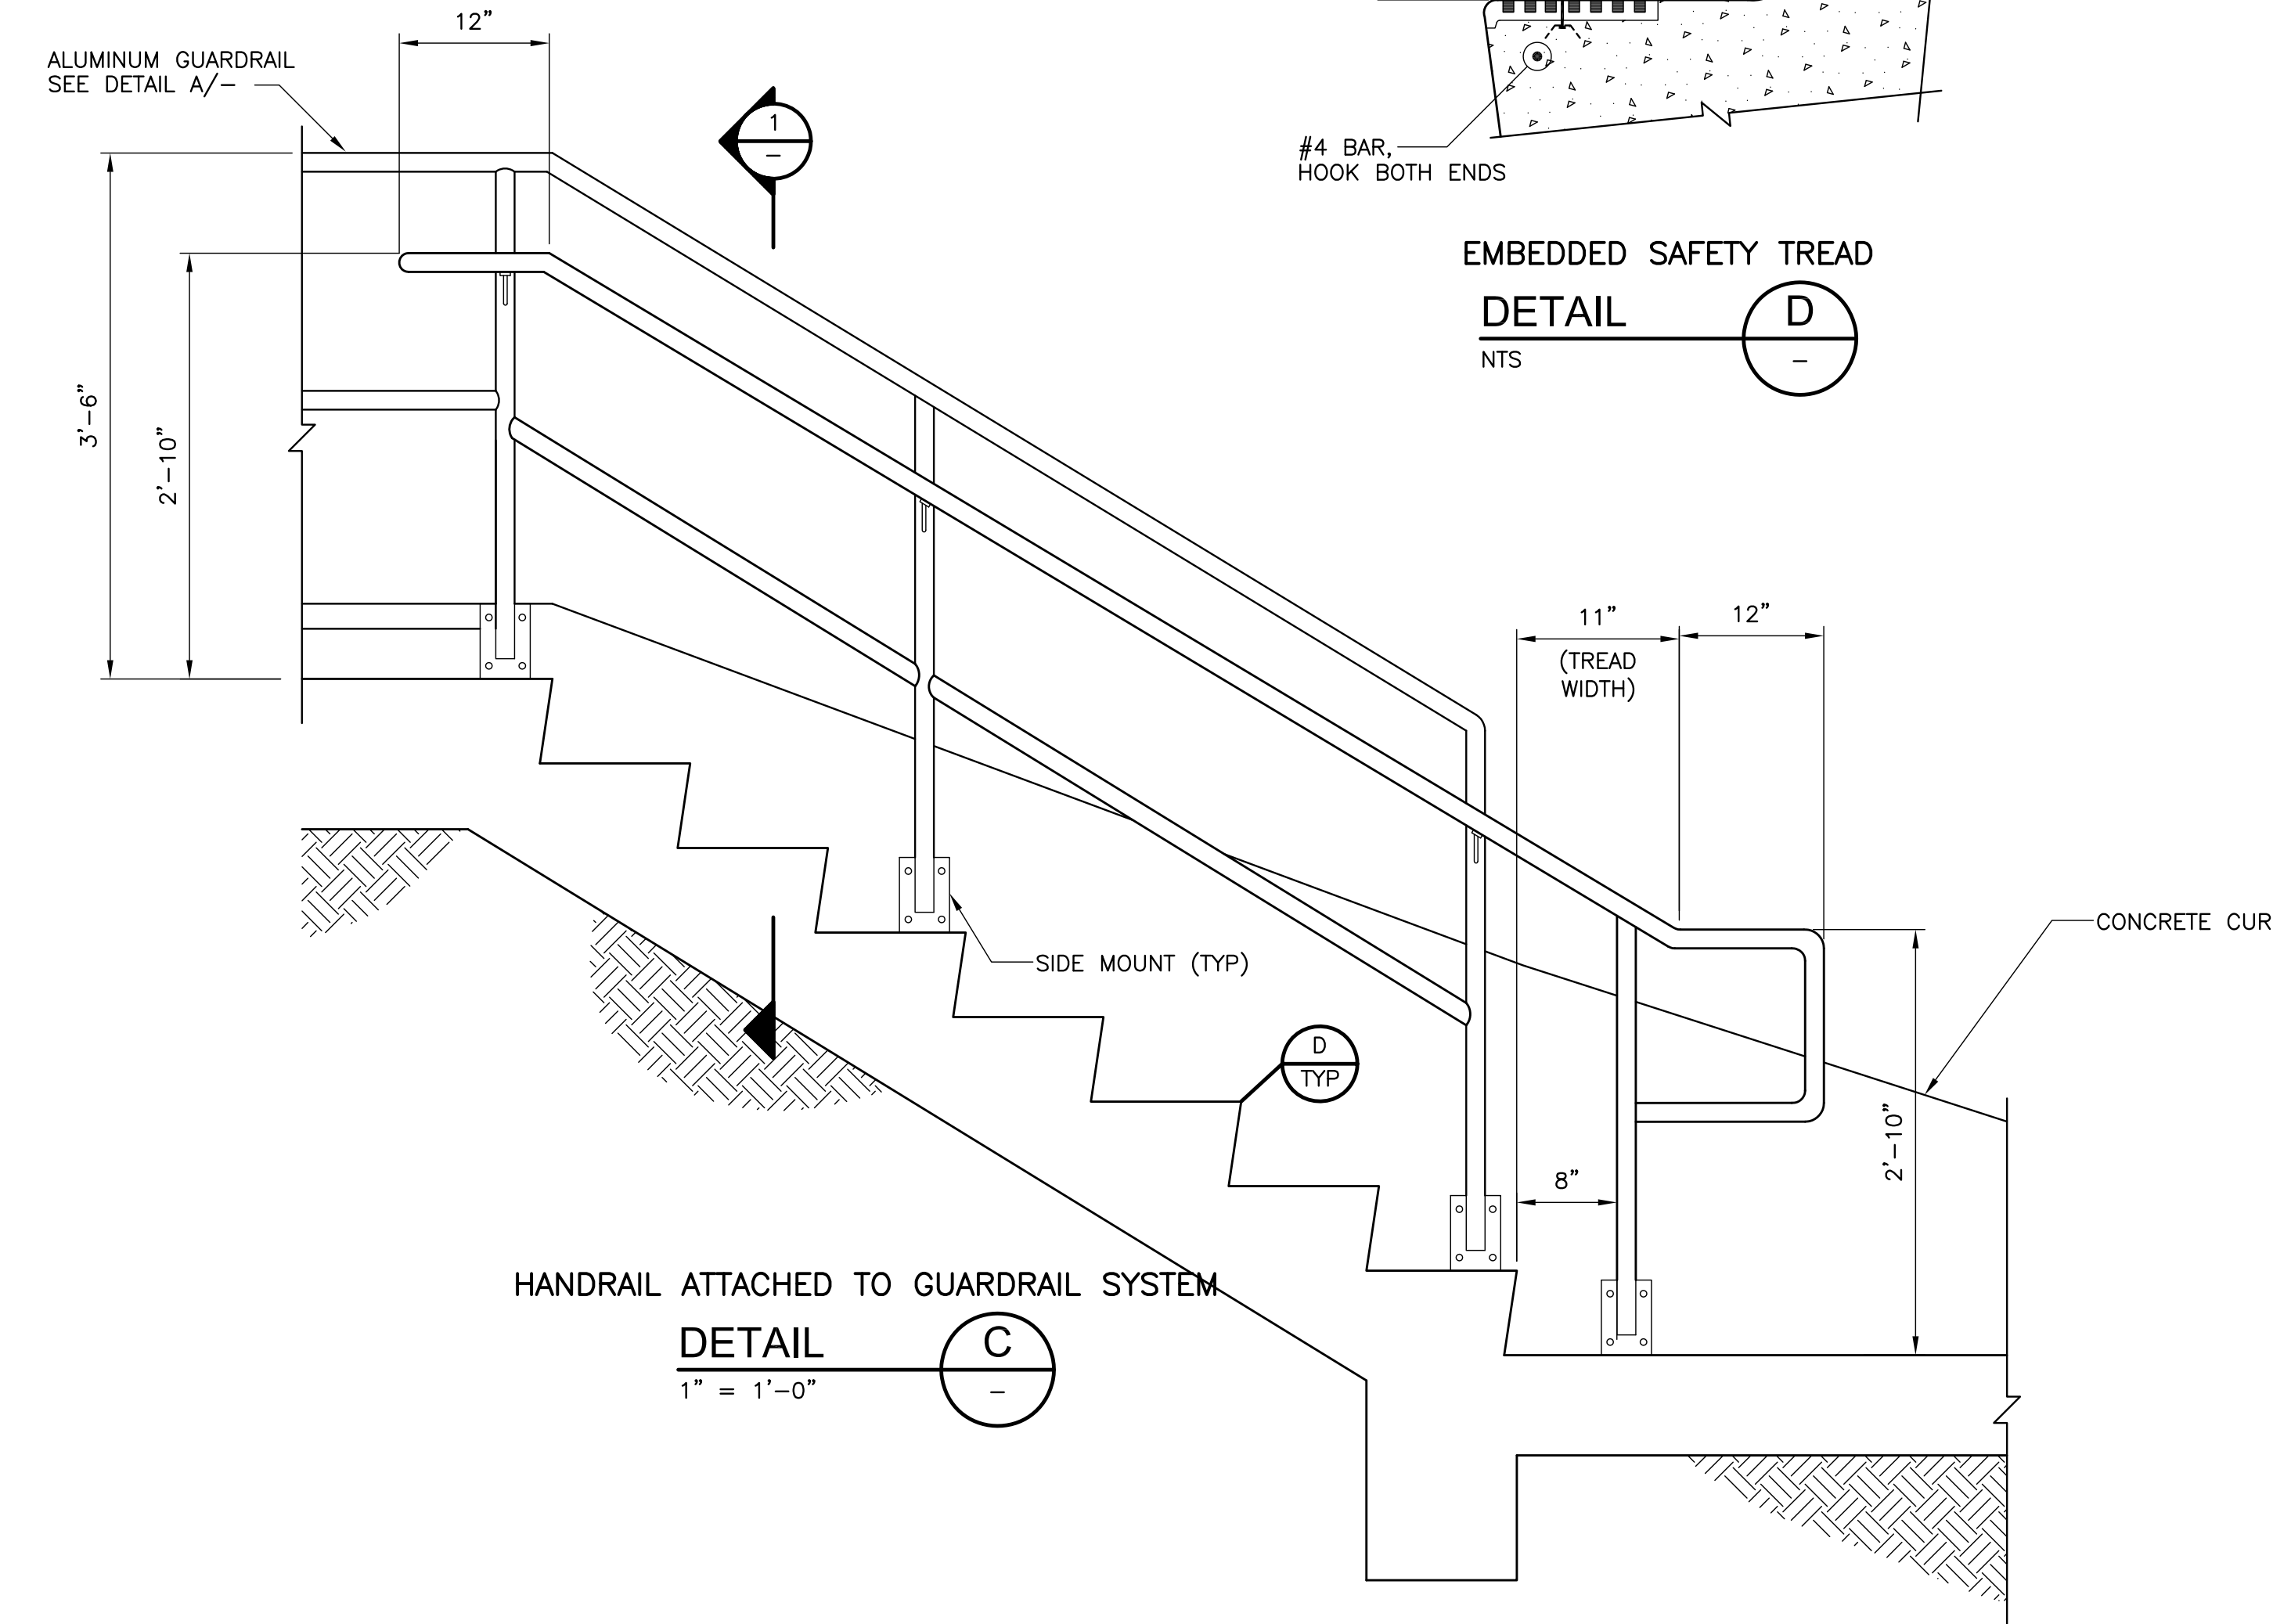 12"
ALUMINUM GUARDRAIL
SEE DETAIL A/-
1
-
#4 BAR,
HOOK BOTH ENDS
EMBEDDED SAFETY TREAD
DETAIL
D
-
NTS
3'-6"
2'-10"
11"
(TREAD
WIDTH)
12"
CONCRETE CUR
SIDE MOUNT (TYP)
D
TYP
2'-10"
8"
HANDRAIL ATTACHED TO GUARDRAIL SYSTEM
DETAIL
C
-
1" = 1'-0"